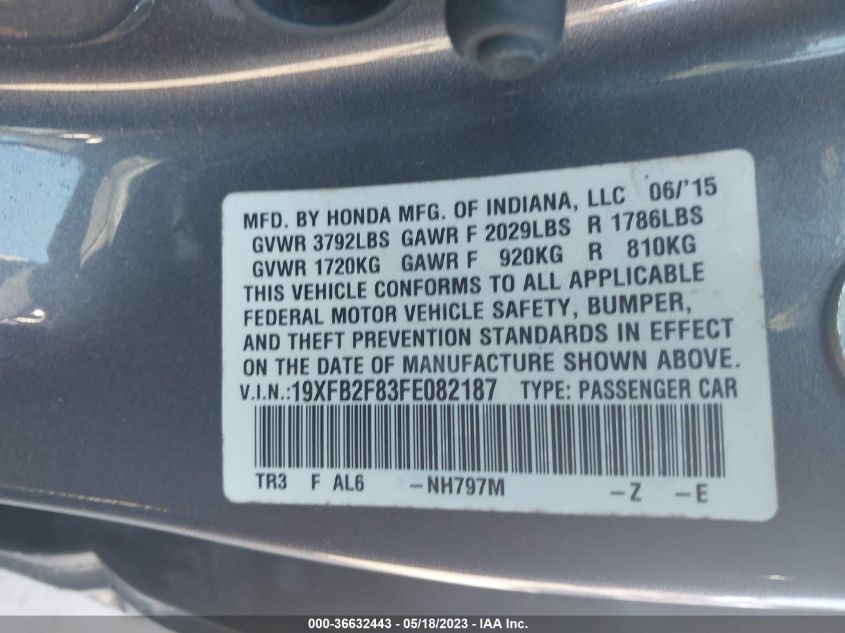 MFD. BY HONDA MFG. OF INDIANA, LLC 06/'15
GVWR 3792LBS GAWR F 2029LBS R 1786LBS
GVWR 1720KG GAWR F 920KG R 810KG
THIS VEHICLE CONFORMS TO ALL APPLICABLE
FEDERAL MOTOR VEHICLE SAFETY, BUMPER,
AND THEFT PREVENTION STANDARDS IN EFFECT
ON THE DATE OF MANUFACTURE SHOWN ABOVE.
V.I.N.:19XFB2F83FE082187 TYPE: PASSENGER CAR
TR3 F AL6 -NH797M -Z -E
000-36632443 - 05/18/2023 - IAA Inc.